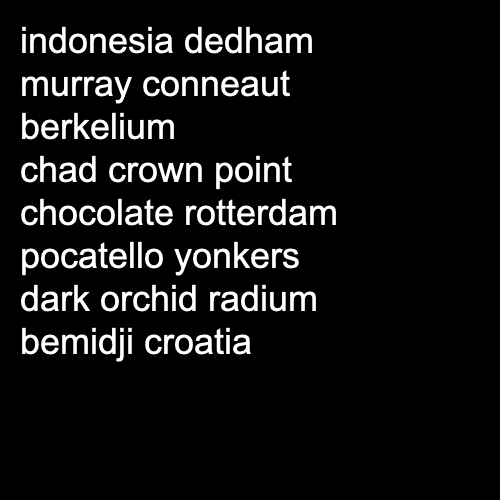 indonesia dedham
murray conneaut
berkelium
chad crown point
chocolate rotterdam
pocatello yonkers
dark orchid radium
bemidji croatia